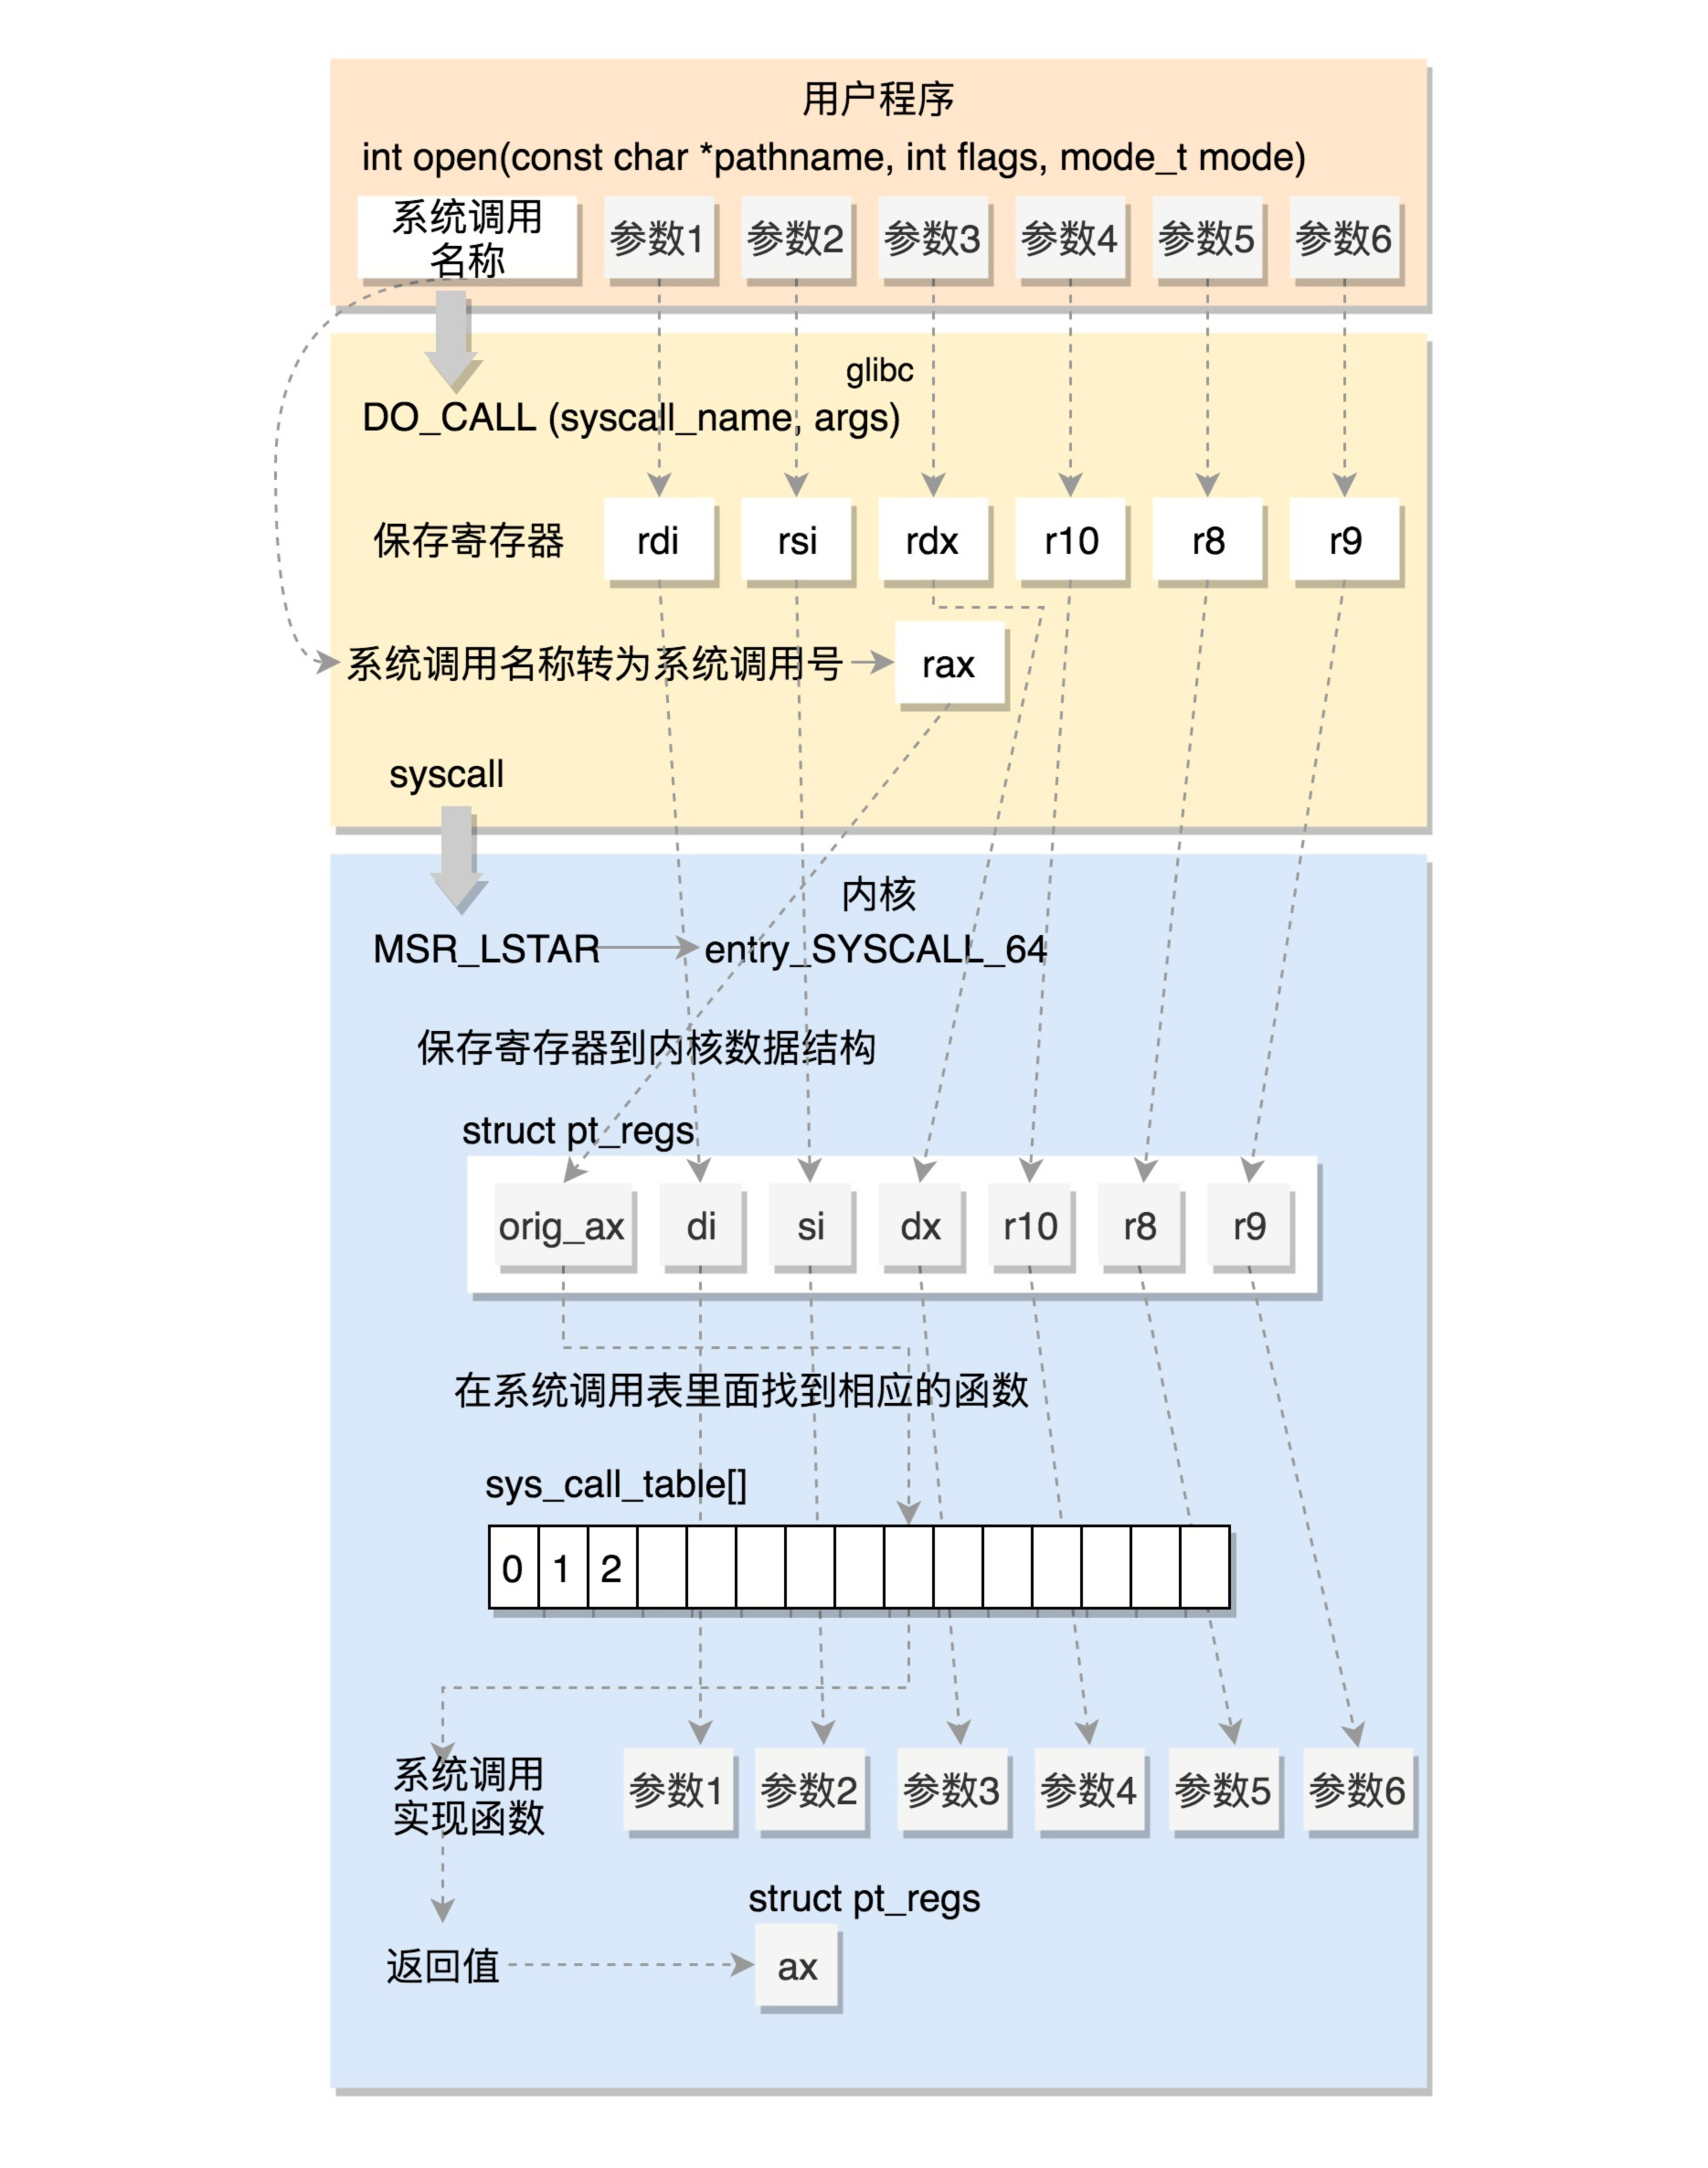 用户程序
int open(const char *pathname, int flags, mode_t mode)
系统调用
名称
参数1 参数2 参数3 参数4 参数5 参数6
glibc
DO_CALL (syscall_name, args)
保存寄存器 rdi rsi rdx r10 r8 r9
系统调用名称转为系统调用号 rax
syscall
内核
MSR_LSTAR entry_SYSCALL_64
保存寄存器到内核数据结构
struct pt_regs
orig_ax di si dx r10 r8 r9
在系统调用表里面找到相应的函数
sys_call_table[]
0 1 2
系统调用
实现函数
参数1 参数2 参数3 参数4 参数5 参数6
struct pt_regs
返回值 ax